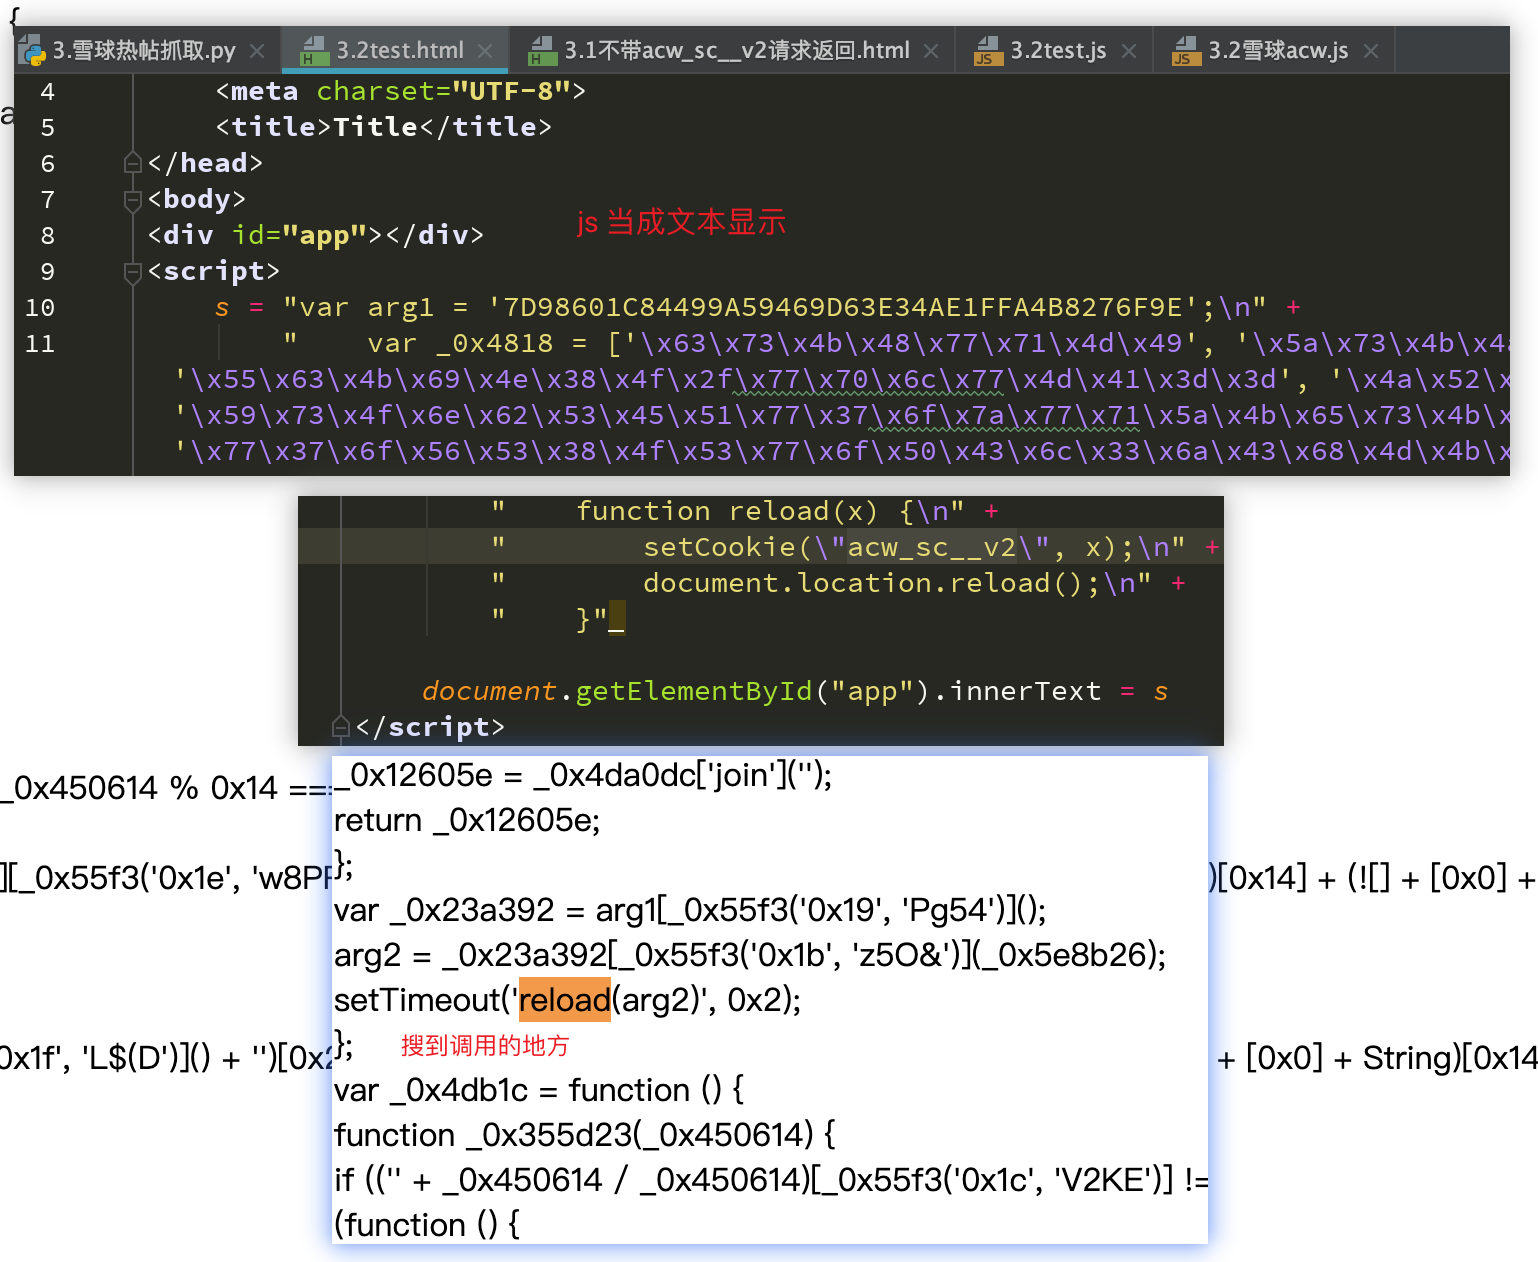 {
3.雪球热帖抓取.py
3.2test.html
3.1不带acw_sc__v2请求返回.html
3.2test.js
3.2雪球acw.js
a
4 <meta charset="UTF-8">
5 <title>Title</title>
6 </head>
7 <body>
js 当成文本显示
8 <div id="app"></div>
9 <script>
10 s = "var arg1 = '7D98601C84499A59469D63E34AE1FFA4B8276F9E';\n" +
11 " var _0x4818 = ['\x63\x73\x4b\x48\x77\x71\x4d\x49', '\x5a\x73\x4b\x4a
'\x55\x63\x4b\x69\x4e\x38\x4f\x2f\x77\x70\x6c\x77\x4d\x41\x3d\x3d', '\x4a\x52\x
'\x59\x73\x4f\x6e\x62\x53\x45\x51\x77\x37\x6f\x7a\x77\x71\x5a\x4b\x65\x73\x4b\
'\x77\x37\x6f\x56\x53\x38\x4f\x53\x77\x6f\x50\x43\x6c\x33\x6a\x43\x68\x4d\x4b\x
" function reload(x) {\n" +
" setCookie(\"acw_sc__v2\", x);\n" +
" document.location.reload();\n" +
" }"
document.getElementById("app").innerText = s
</script>
_0x12605e = _0x4da0dc['join']('');
_0x450614 % 0x14 ===
return _0x12605e;
};
][_0x55f3('0x1e', 'w8PF
)[0x14] + (![] + [0x0] +
var _0x23a392 = arg1[_0x55f3('0x19', 'Pg54')]();
arg2 = _0x23a392[_0x55f3('0x1b', 'z5O&')](_0x5e8b26);
setTimeout('reload(arg2)', 0x2);
};
搜到调用的地方
0x1f', 'L$(D')]() + '')[0x2
+ [0x0] + String)[0x14
var _0x4db1c = function () {
function _0x355d23(_0x450614) {
if (('' + _0x450614 / _0x450614)[_0x55f3('0x1c', 'V2KE')] !=
(function () {